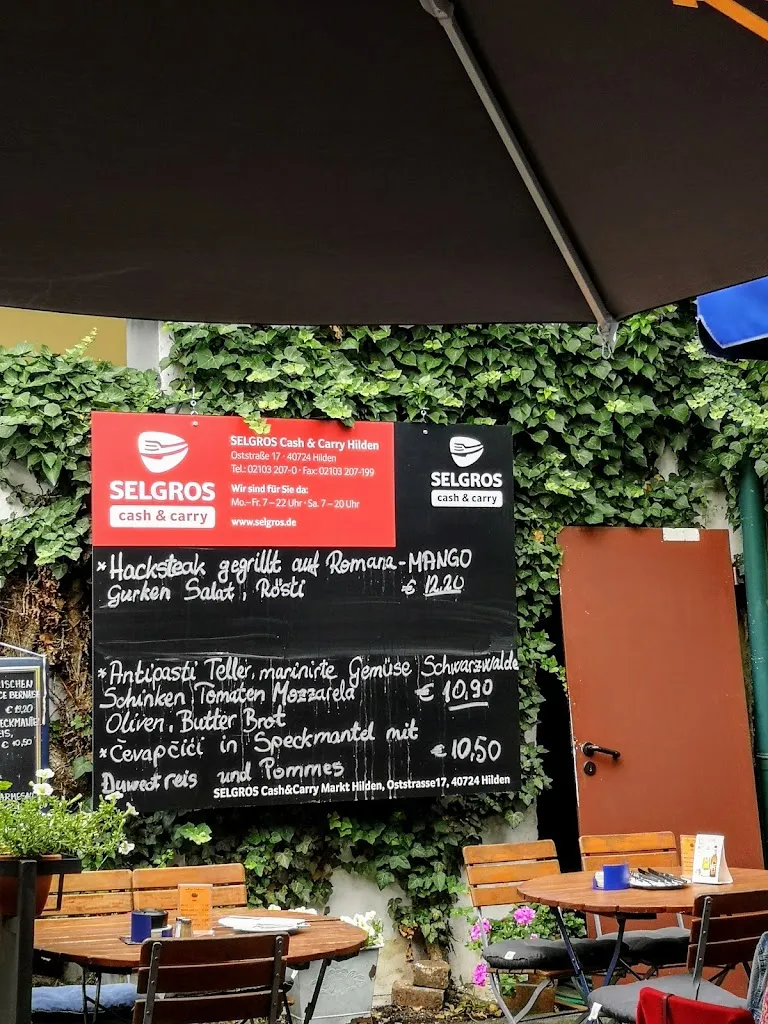 SELGROS
cash & carry
SELGROS Cash & Carry Hilden
Oststraße 17 · 40724 Hilden
Tel.: 02103 207-0 · Fax: 02103 207-199
Wir sind für Sie da:
Mo.–Fr. 7–22 Uhr · Sa. 7–20 Uhr
www.selgros.de
SELGROS
cash & carry
* Hacksteak gegrillt auf Romana-MANGO
Gurken Salat, Rösti € 12.20
* Antipasti Teller, marinirte Gemüse Schwarzwälde
Schinken Tomaten Mozzarela € 10,90
Oliven, Butter Brot
* Čevapčići in Speckmantel mit
€ 10,50
Duwedreis und Pommes
SELGROS Cash&Carry Markt Hilden, Oststrasse17, 40724 Hilden
€ 10,50